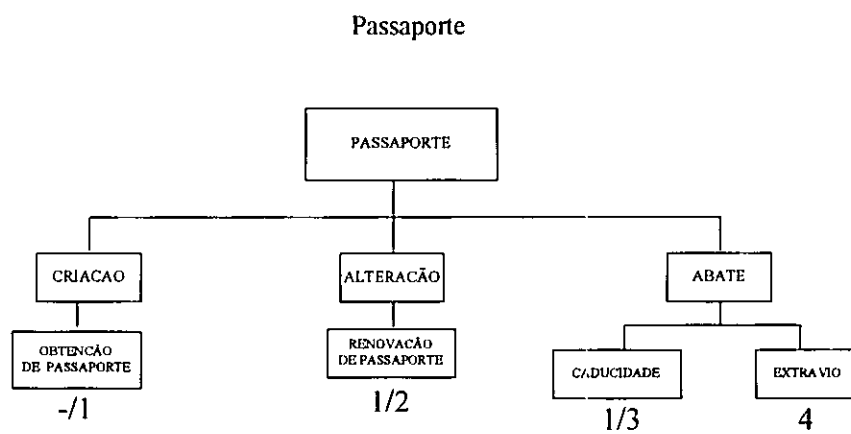 Passaporte
PASSAPORTE
CRIACAO
ALTERACÃO
ABATE
OBTENCÃO
DE PASSAPORTE
RENOVACÃO
DE PASSAPORTE
CADUCIDADE
EXTRAVIO
-/1
1/2
1/3
4